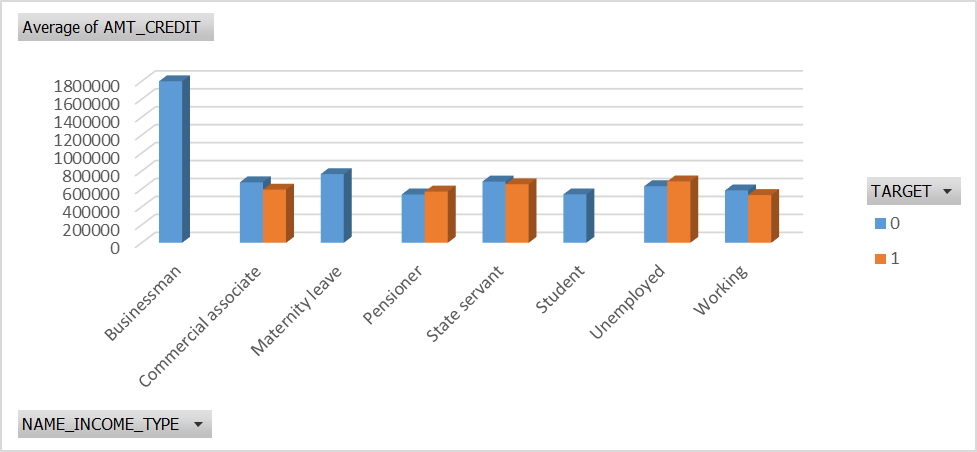 Average of AMT_CREDIT
1800000
1600000
1400000
1200000
1000000
800000
600000
400000
200000
0
Businessman
Commercial associate
Maternity leave
Pensioner
State servant
Student
Unemployed
Working
TARGET
0
1
NAME_INCOME_TYPE